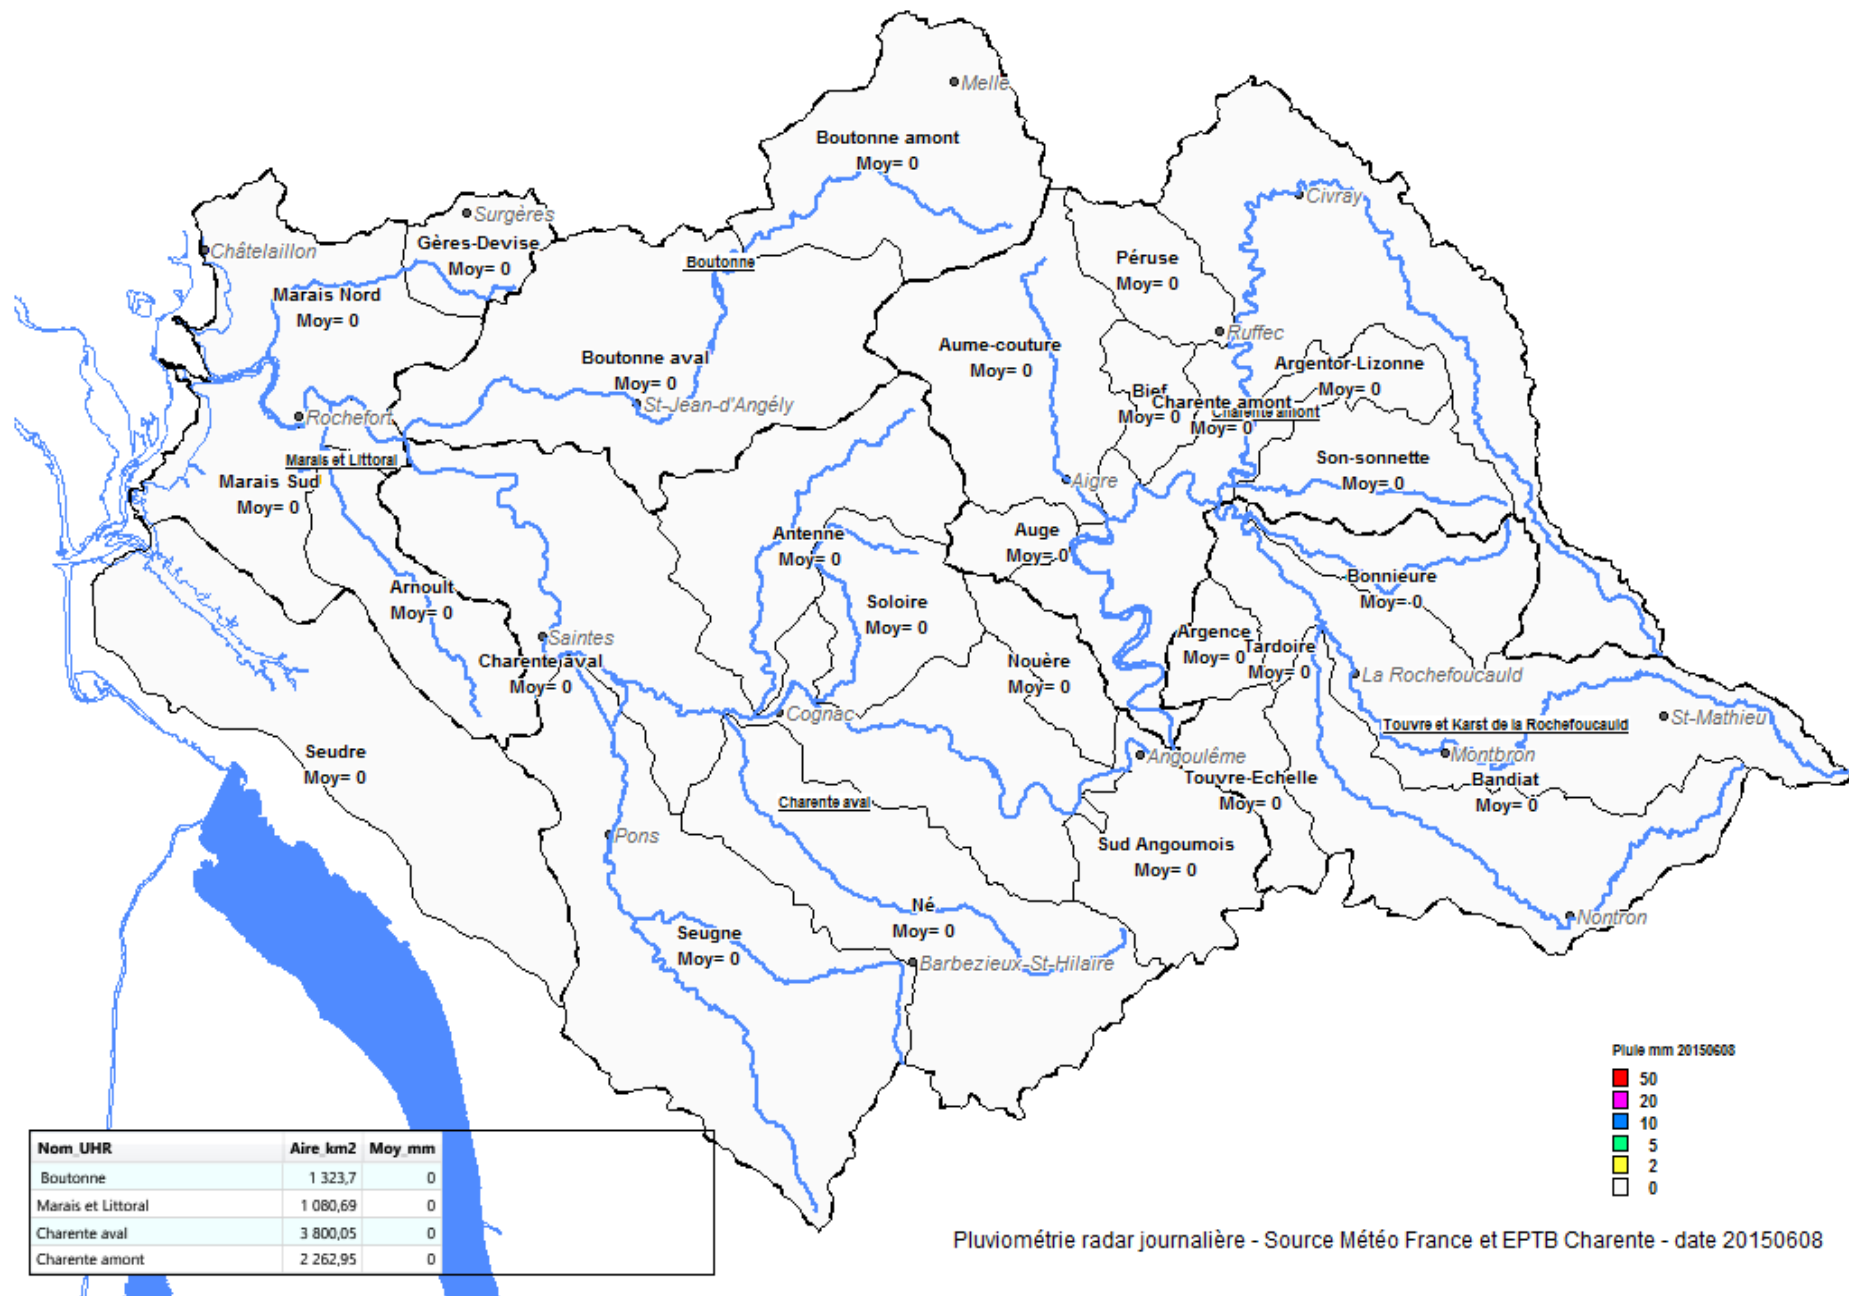 Melle
Boutonne amont
Moy= 0
Civray
Surgères
Châtelaillon
Gères-Devise
Moy= 0
Boutonne
Péruse
Moy= 0
Marais Nord
Moy= 0
Ruffec
Aume-couture
Moy= 0
Boutonne aval
Moy= 0
Argentor-Lizonne
Moy= 0
Bief
Moy= 0
Charente amont
Moy= 0
Charente amont
St-Jean-d'Angély
Rochefort
Marais et Littoral
Marais Sud
Moy= 0
Son-sonnette
Moy= 0
Aigre
Antenne
Moy= 0
Auge
Moy= 0
Arnoult
Moy= 0
Bonnieure
Moy= 0
Soloire
Moy= 0
Saintes
Argence
Moy= 0
Tardoire
Moy= 0
Charente aval
Moy= 0
Nouère
Moy= 0
La Rochefoucauld
Cognac
St-Mathieu
Touvre et Karst de la Rochefoucauld
Seudre
Moy= 0
Angoulême
Montbron
Touvre-Echelle
Moy= 0
Bandiat
Moy= 0
Charente aval
Pons
Sud Angoumois
Moy= 0
Né
Moy= 0
Nontron
Seugne
Moy= 0
Barbezieux-St-Hilaire
Pluie mm 20150608
50
20
10
5
2
0
Nom_UHR Aire_km2 Moy_mm
Boutonne 1 323,7 0
Marais et Littoral 1 080,69 0
Charente aval 3 800,05 0
Charente amont 2 262,95 0
Pluviométrie radar journalière - Source Météo France et EPTB Charente - date 20150608